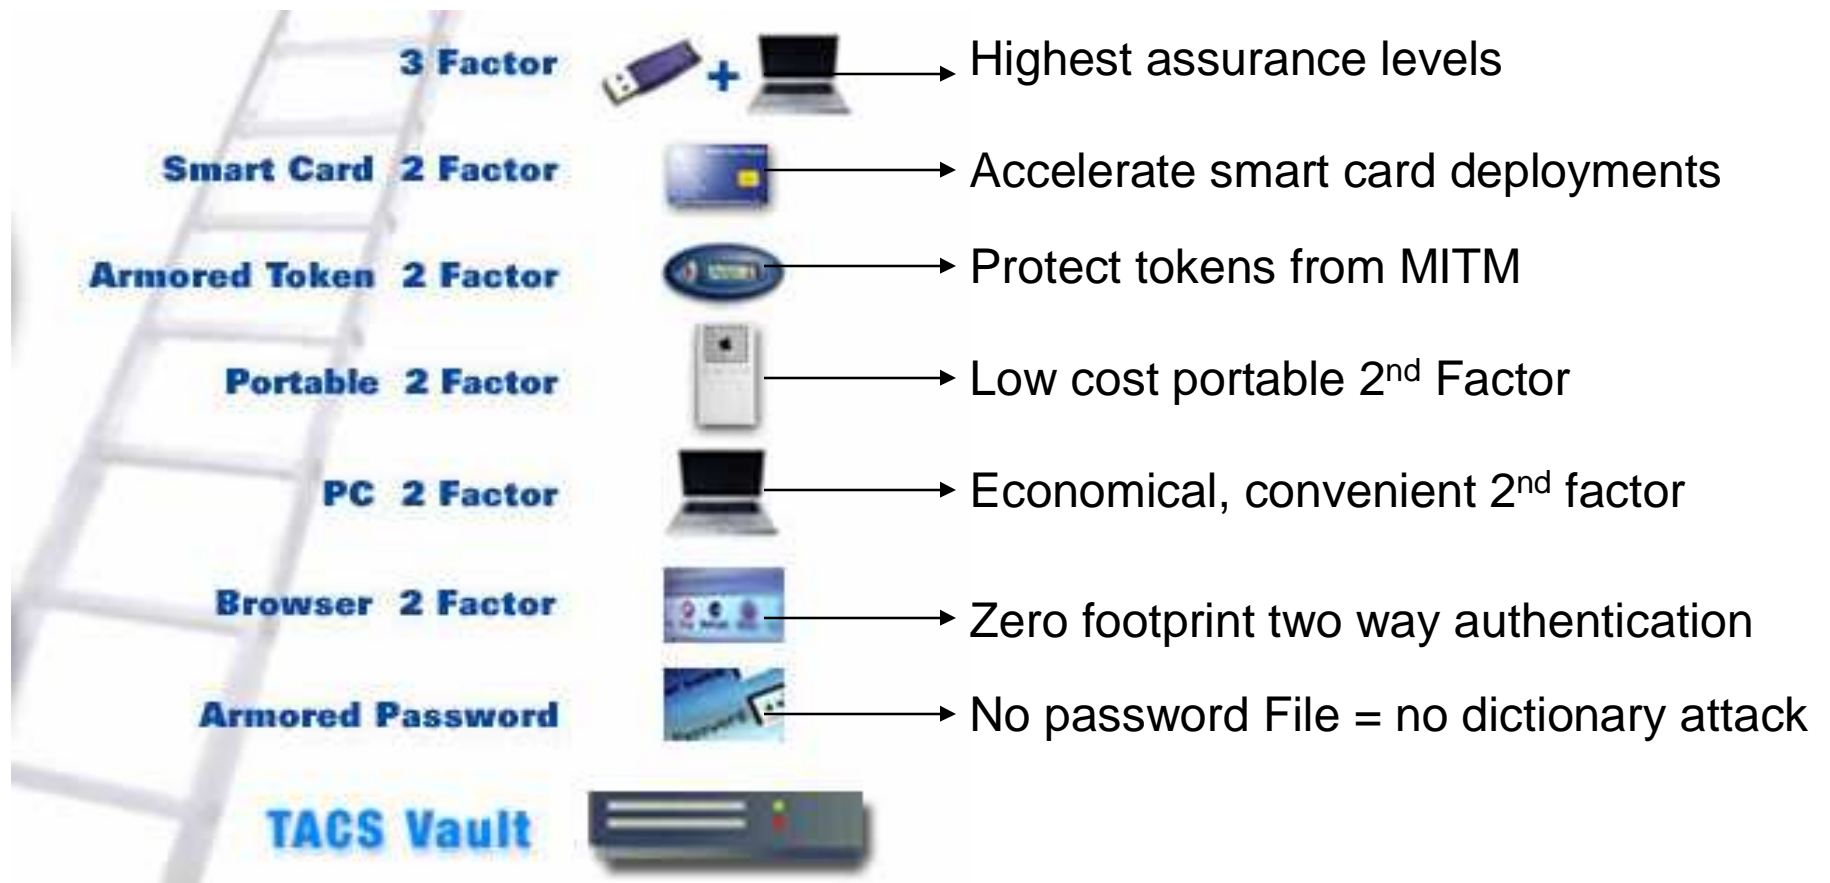 3 Factor
Highest assurance levels
Smart Card 2 Factor
Accelerate smart card deployments
Armored Token 2 Factor
Protect tokens from MITM
Portable 2 Factor
Low cost portable 2nd Factor
PC 2 Factor
Economical, convenient 2nd factor
Browser 2 Factor
Zero footprint two way authentication
Armored Password
No password File = no dictionary attack
TACS Vault